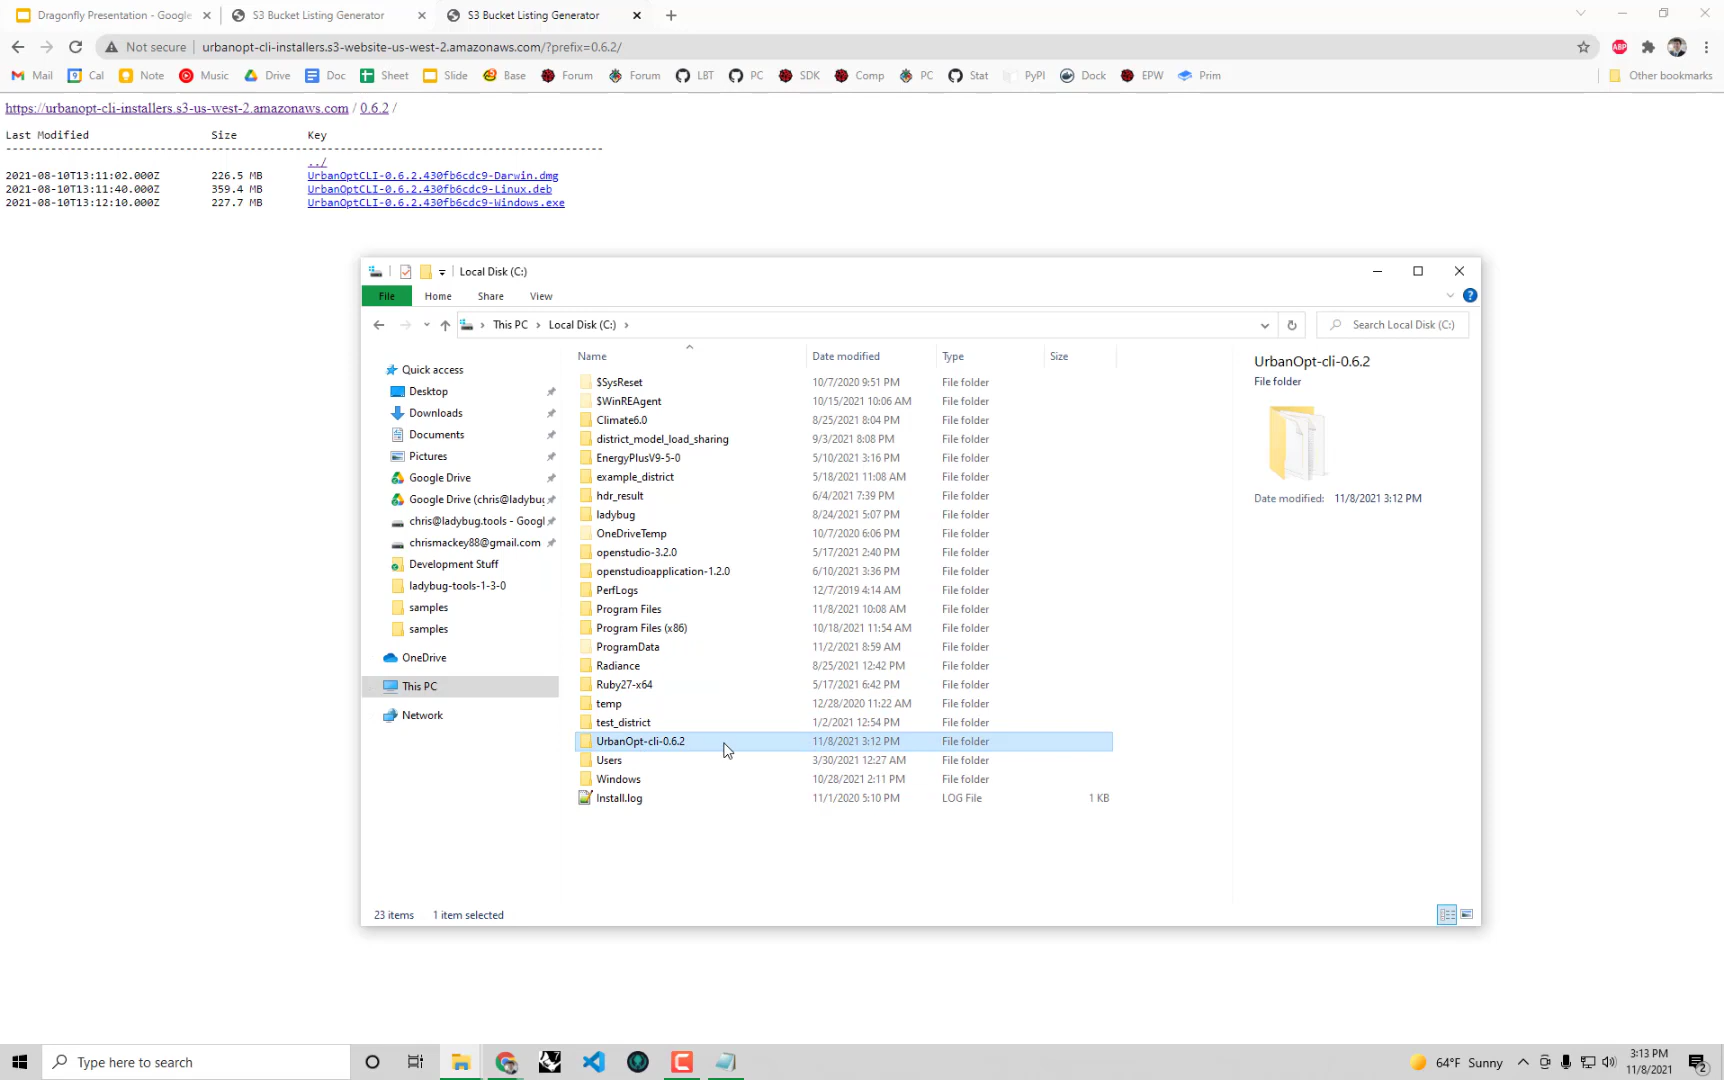 Dragonfly Presentation - Google
S3 Bucket Listing Generator
S3 Bucket Listing Generator
Not secure
urbanopt-cli-installers.s3-website-us-west-2.amazonaws.com/?prefix=0.6.2/
ABP
Mail
Cal
Note
Music
Drive
Doc
Sheet
Slide
Base
Forum
Forum
LBT
PC
SDK
Comp
PC
Stat
PyPI
Dock
EPW
Prim
Other bookmarks
https://urbanopt-cli-installers.s3-us-west-2.amazonaws.com / 0.6.2 /
Last Modified Size Key
../
2021-08-10T13:11:02.000Z 226.5 MB UrbanOptCLI-0.6.2.430fb6cdc9-Darwin.dmg
2021-08-10T13:11:40.000Z 359.4 MB UrbanOptCLI-0.6.2.430fb6cdc9-Linux.deb
2021-08-10T13:12:10.000Z 227.7 MB UrbanOptCLI-0.6.2.430fb6cdc9-Windows.exe
Local Disk (C:)
File Home Share View
This PC > Local Disk (C:) >
Search Local Disk (C:)
Quick access
Desktop
Downloads
Documents
Pictures
Google Drive
Google Drive (chris@ladybu
chris@ladybug.tools - Googl
chrismackey88@gmail.com
Development Stuff
ladybug-tools-1-3-0
samples
samples
OneDrive
This PC
Network
Name Date modified Type Size
$SysReset 10/7/2020 9:51 PM File folder
$WinREAgent 10/15/2021 10:06 AM File folder
Climate6.0 8/25/2021 8:04 PM File folder
district_model_load_sharing 9/3/2021 8:08 PM File folder
EnergyPlusV9-5-0 5/10/2021 3:16 PM File folder
example_district 5/18/2021 11:08 AM File folder
hdr_result 6/4/2021 7:39 PM File folder
ladybug 8/24/2021 5:07 PM File folder
OneDriveTemp 10/7/2020 6:06 PM File folder
openstudio-3.2.0 5/17/2021 2:40 PM File folder
openstudioapplication-1.2.0 6/10/2021 3:36 PM File folder
PerfLogs 12/7/2019 4:14 AM File folder
Program Files 11/8/2021 10:08 AM File folder
Program Files (x86) 10/18/2021 11:54 AM File folder
ProgramData 11/2/2021 8:59 AM File folder
Radiance 8/25/2021 12:42 PM File folder
Ruby27-x64 5/17/2021 6:42 PM File folder
temp 12/28/2020 11:22 AM File folder
test_district 1/2/2021 12:54 PM File folder
UrbanOpt-cli-0.6.2 11/8/2021 3:12 PM File folder
Users 3/30/2021 12:27 AM File folder
Windows 10/28/2021 2:11 PM File folder
Install.log 11/1/2020 5:10 PM LOG File 1 KB
UrbanOpt-cli-0.6.2
File folder
Date modified: 11/8/2021 3:12 PM
23 items 1 item selected
Type here to search
64°F Sunny
3:13 PM
11/8/2021
2